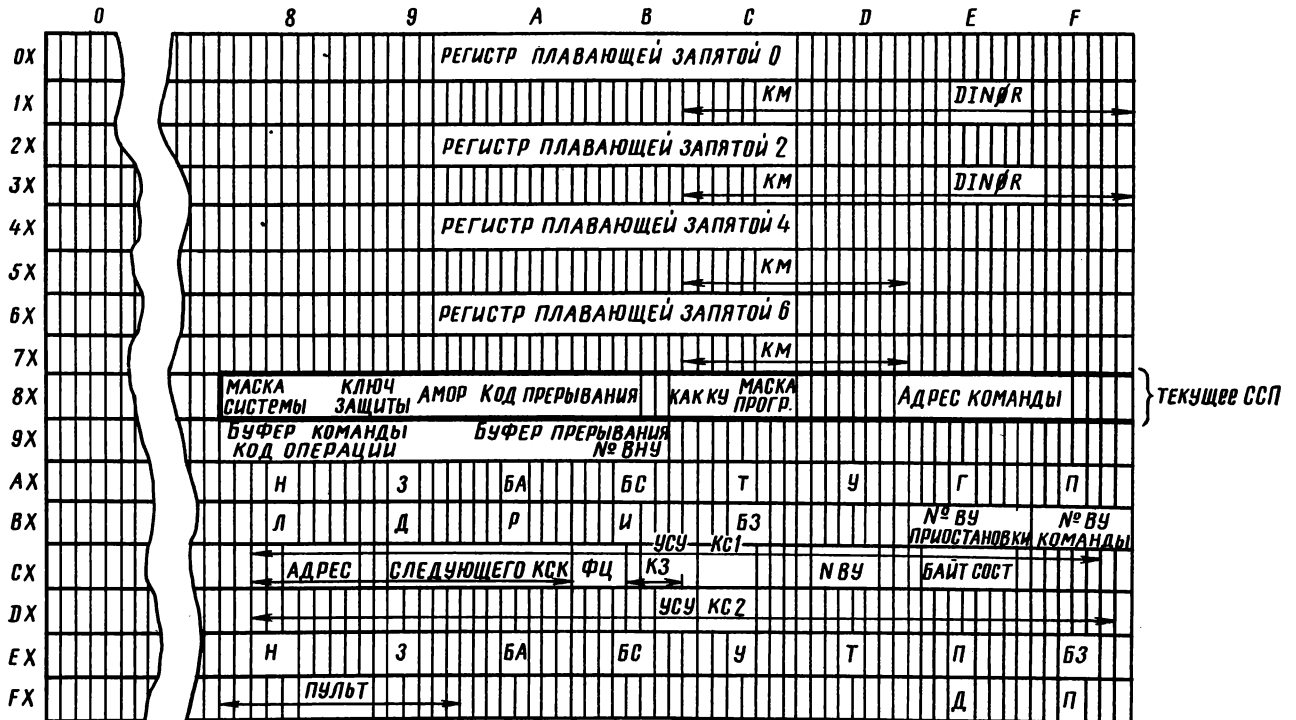 0 8 9 A B C D E F
0X РЕГИСТР ПЛАВАЮЩЕЙ ЗАПЯТОЙ 0
1X КМ DINØR
2X РЕГИСТР ПЛАВАЮЩЕЙ ЗАПЯТОЙ 2
3X КМ DINØR
4X РЕГИСТР ПЛАВАЮЩЕЙ ЗАПЯТОЙ 4
5X КМ
6X РЕГИСТР ПЛАВАЮЩЕЙ ЗАПЯТОЙ 6
7X КМ
8X МАСКА СИСТЕМЫ КЛЮЧ ЗАЩИТЫ АМОР КОД ПРЕРЫВАНИЯ КАК КУ МАСКА ПРОГР. АДРЕС КОМАНДЫ ТЕКУЩЕЕ ССП
9X БУФЕР КОМАНДЫ КОД ОПЕРАЦИИ БУФЕР ПРЕРЫВАНИЯ № ВНУ
AX Н З БА БС Т У Г П
BX Л Д Р И БЗ № ВУ ПРИОСТАНОВКИ № ВУ КОМАНДЫ
УСУ КС1
CX АДРЕС СЛЕДУЮЩЕГО КСК ФЦ КЗ N ВУ БАЙТ СОСТ
DX УСУ КС2
EX Н З БА БС У Т П БЗ
FX ПУЛЬТ Д П